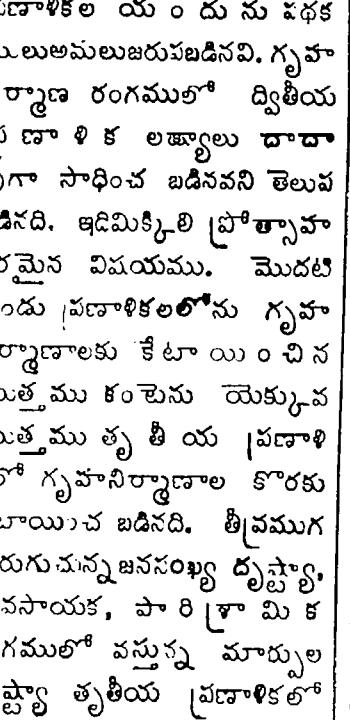 ణాళికల యందును పథక
లుఅమలుజరుపబడినవి. గృహ
ర్మాణ రంగములో ద్వితీయ
ణాళిక లక్ష్యాలు దాదా
గా సాధించ బడినవని తెలుప
డినది. ఇదిమిక్కిలి ప్రోత్సాహ
రమైన విషయము. మొదటి
ండు ప్రణాళికలలోను గృహ
ర్మాణాలకు కేటాయించిన
త్తము కంటెను యెక్కువ
త్తము తృతీయ ప్రణాళి
లో గృహనిర్మాణాల కొరకు
టాయించ బడినది. తీవ్రముగ
రుగుచున్నజనసంఖ్య దృష్ట్యా,
వసాయక, పారిశ్రామిక
గములో వస్తున్న మార్పుల
ష్ట్యా తృతీయ ప్రణాళికలో